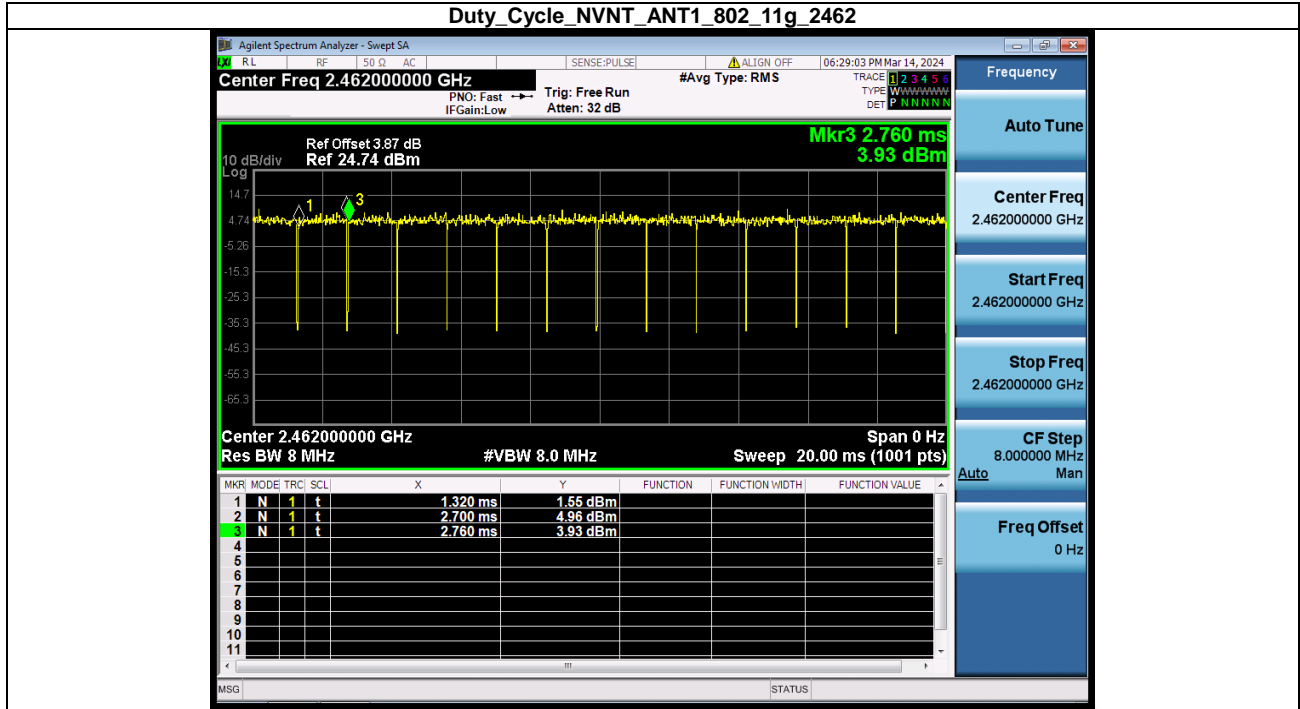 Duty_Cycle_NVNT_ANT1_802_11g_2462
Agilent Spectrum Analyzer - Swept SA
LXI RL RF 50 Ω AC SENSE:PULSE ALIGN OFF 06:29:03 PM Mar 14, 2024
Center Freq 2.462000000 GHz #Avg Type: RMS TRACE 1 2 3 4 5 6
PNO: Fast Trig: Free Run TYPE WWWWWW
IFGain:Low Atten: 32 dB DET P N N N N N
Mkr3 2.760 ms
Ref Offset 3.87 dB
10 dB/div Ref 24.74 dBm 3.93 dBm
Log
14.7
4.74
-5.26
-15.3
-25.3
-35.3
-45.3
-55.3
-65.3
1
3
Center 2.462000000 GHz Span 0 Hz
Res BW 8 MHz #VBW 8.0 MHz Sweep 20.00 ms (1001 pts)
MKR MODE TRC SCL X Y FUNCTION FUNCTION WIDTH FUNCTION VALUE
1 N 1 t 1.320 ms 1.55 dBm
2 N 1 t 2.700 ms 4.96 dBm
3 N 1 t 2.760 ms 3.93 dBm
4
5
6
7
8
9
10
11
MSG STATUS
Frequency
Auto Tune
Center Freq
2.462000000 GHz
Start Freq
2.462000000 GHz
Stop Freq
2.462000000 GHz
CF Step
8.000000 MHz
Auto Man
Freq Offset
0 Hz